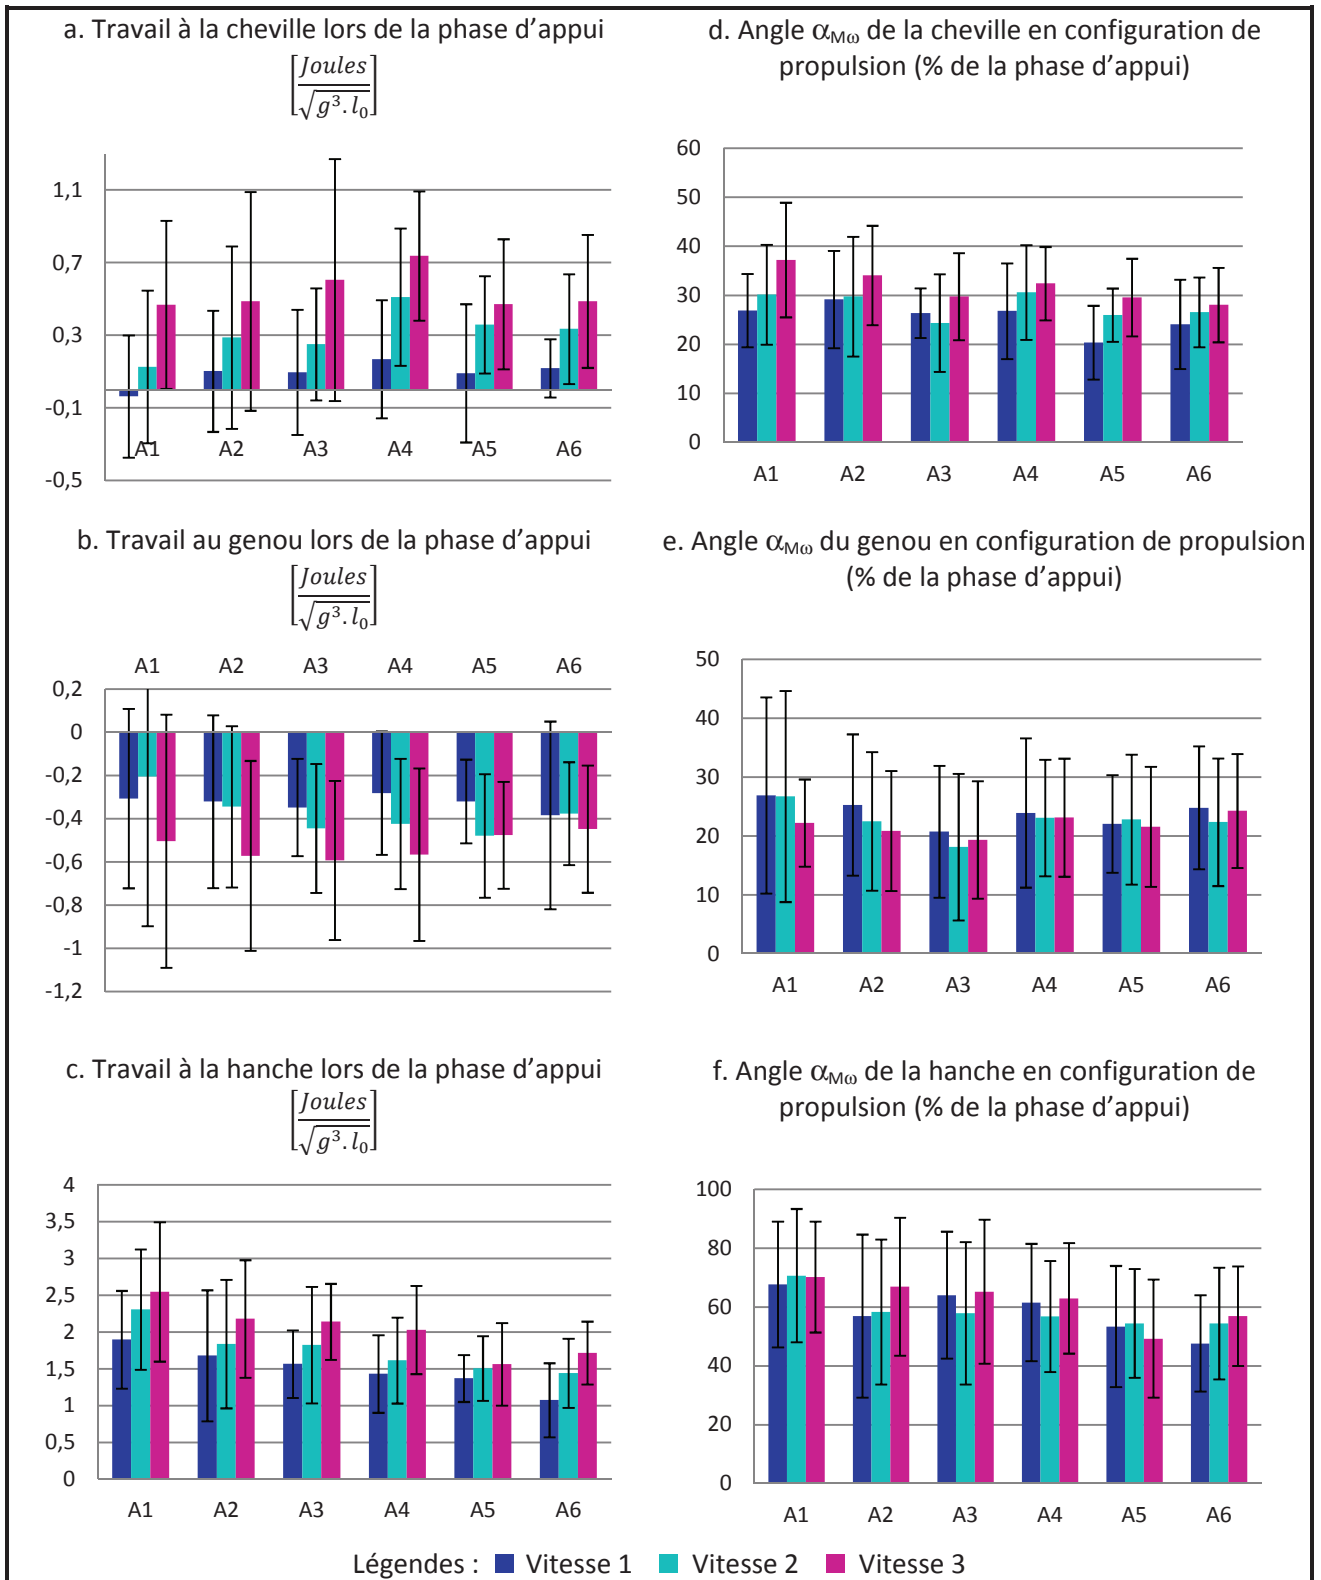 a. Travail à la cheville lors de la phase d'appui
[Joules / √g³.l₀]
1,1
0,7
0,3
-0,1
-0,5
A1 A2 A3 A4 A5 A6
d. Angle αMω de la cheville en configuration de
propulsion (% de la phase d'appui)
60
50
40
30
20
10
0
A1 A2 A3 A4 A5 A6
b. Travail au genou lors de la phase d'appui
[Joules / √g³.l₀]
A1 A2 A3 A4 A5 A6
0,2
0
-0,2
-0,4
-0,6
-0,8
-1
-1,2
e. Angle αMω du genou en configuration de propulsion
(% de la phase d'appui)
50
40
30
20
10
0
A1 A2 A3 A4 A5 A6
c. Travail à la hanche lors de la phase d'appui
[Joules / √g³.l₀]
4
3,5
3
2,5
2
1,5
1
0,5
0
A1 A2 A3 A4 A5 A6
f. Angle αMω de la hanche en configuration de
propulsion (% de la phase d'appui)
100
80
60
40
20
0
A1 A2 A3 A4 A5 A6
Légendes : Vitesse 1 Vitesse 2 Vitesse 3